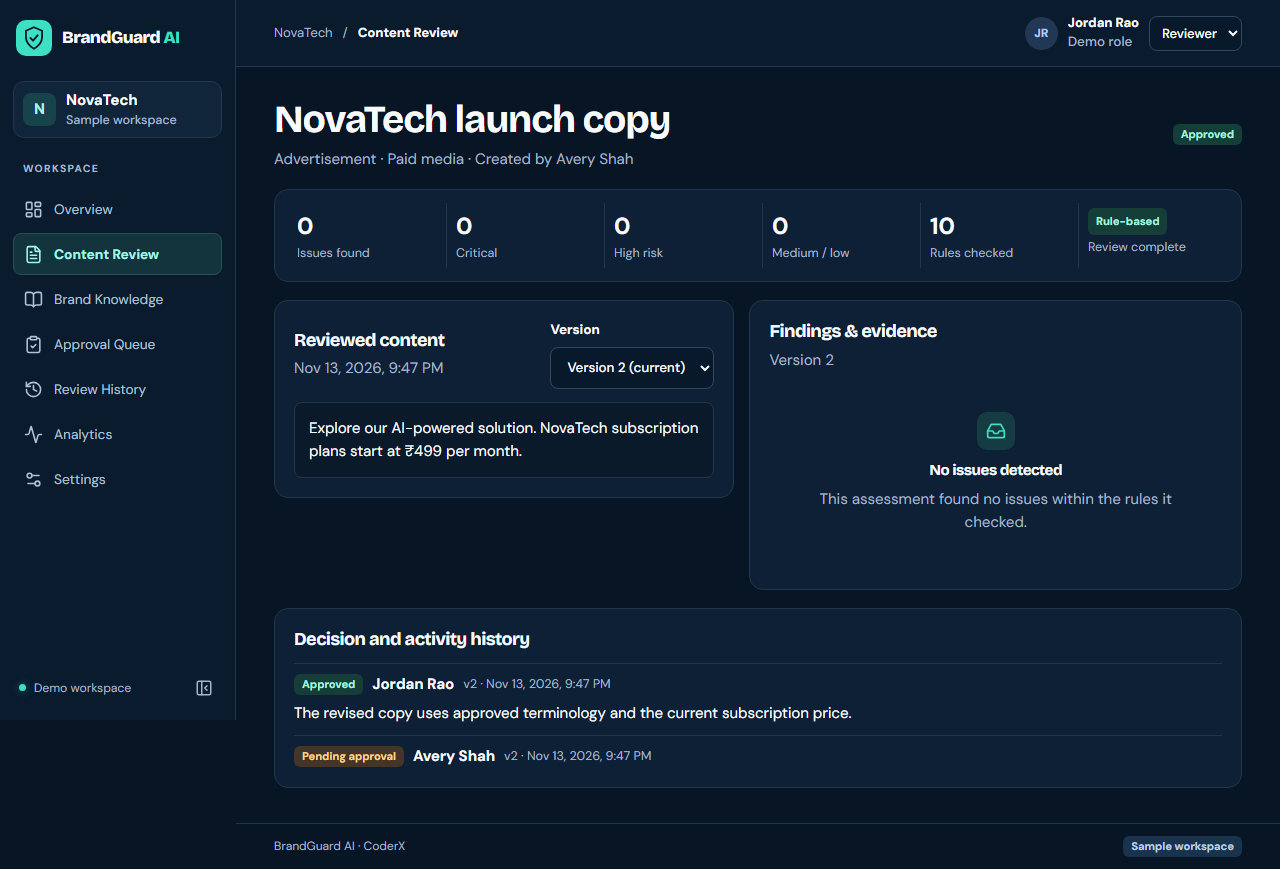 BrandGuard AI
N
NovaTech
Sample workspace
WORKSPACE
Overview
Content Review
Brand Knowledge
Approval Queue
Review History
Analytics
Settings
Demo workspace
NovaTech / Content Review
JR
Jordan Rao
Demo role
Reviewer
NovaTech launch copy
Advertisement · Paid media · Created by Avery Shah
Approved
0
Issues found
0
Critical
0
High risk
0
Medium / low
10
Rules checked
Rule-based
Review complete
Reviewed content
Nov 13, 2026, 9:47 PM
Version
Version 2 (current)
Explore our AI-powered solution. NovaTech subscription
plans start at ₹499 per month.
Findings & evidence
Version 2
No issues detected
This assessment found no issues within the rules it
checked.
Decision and activity history
Approved Jordan Rao v2 · Nov 13, 2026, 9:47 PM
The revised copy uses approved terminology and the current subscription price.
Pending approval Avery Shah v2 · Nov 13, 2026, 9:47 PM
BrandGuard AI · CoderX
Sample workspace